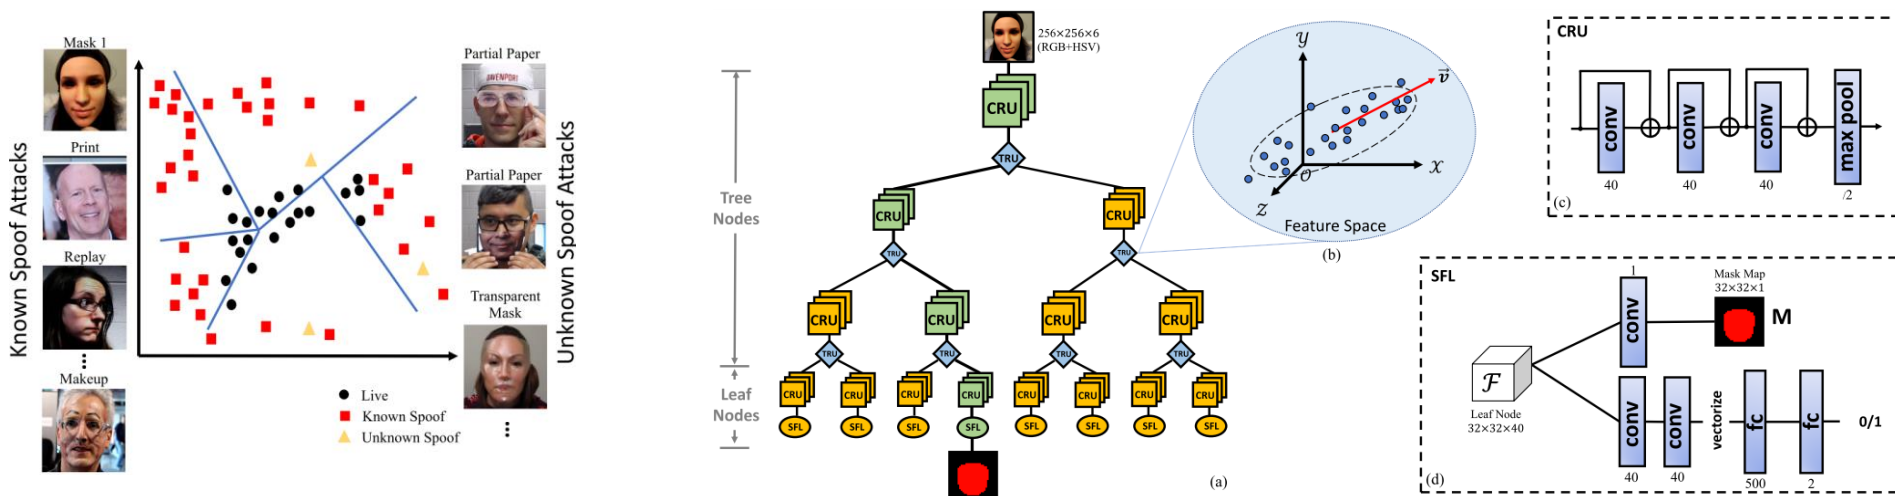 Known Spoof Attacks
Mask 1
Print
Replay
Makeup
Live
Known Spoof
Unknown Spoof
Partial Paper
DAVENPORT
Partial Paper
Transparent
Mask
Unknown Spoof Attacks
Tree
Nodes
Leaf
Nodes
256×256×6
(RGB+HSV)
CRU
TRU
CRU
CRU
TRU
TRU
CRU
CRU
CRU
CRU
TRU
TRU
TRU
TRU
CRU
CRU
CRU
CRU
CRU
CRU
CRU
CRU
SFL
SFL
SFL
SFL
SFL
SFL
SFL
SFL
(a)
𝒴
v⃗
𝒪
𝒳
𝒵
Feature Space
(b)
CRU
conv
conv
conv
max pool
40
40
40
/2
(c)
SFL
1
conv
Mask Map
32×32×1
M
ℱ
Leaf Node
32×32×40
conv
conv
vectorize
fc
fc
0/1
40
40
500
2
(d)